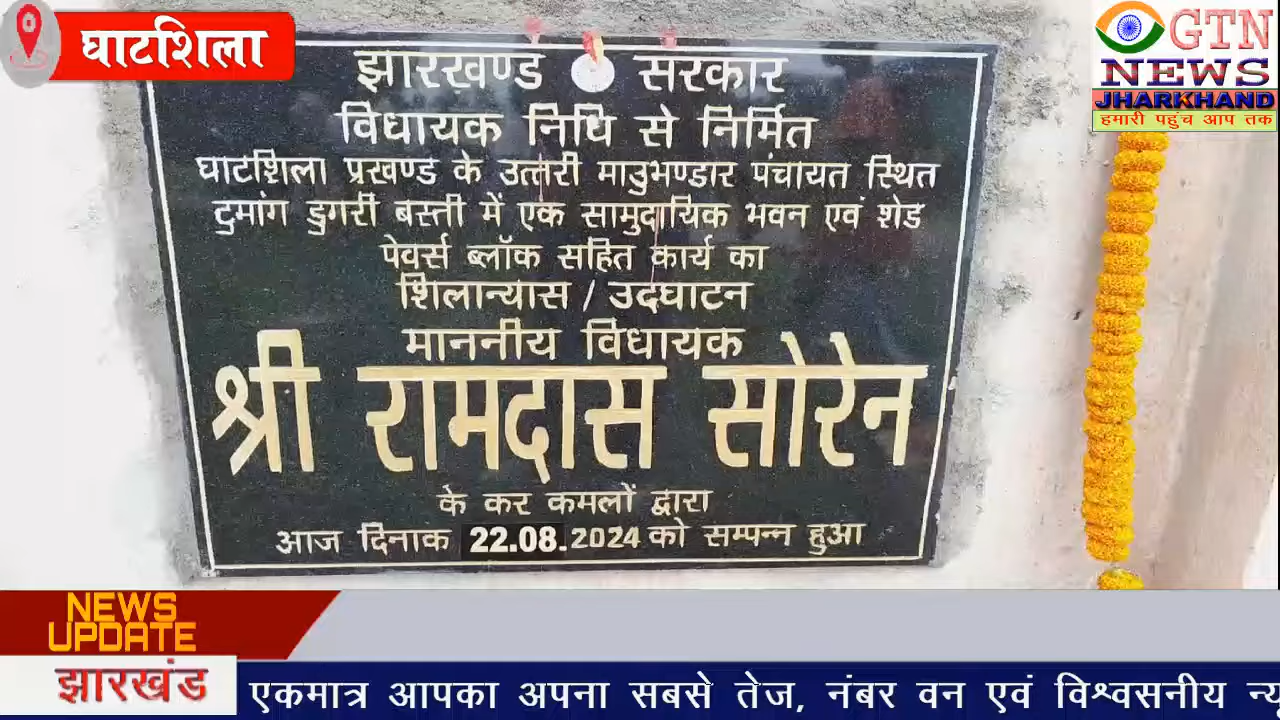 घाटशिला
GTN
NEWS
JHARKHAND
हमारी पहुंच आप तक
झारखण्ड सरकार
विधायक निधि से निर्मित
घाटशिला प्रखण्ड के उत्तरी माउभण्डार पंचायत स्थित
टुमांग डुगरी बस्ती में एक सामुदायिक भवन एवं शेड
पेवर्स ब्लॉक सहित कार्य का
शिलान्यास / उदघाटन
माननीय विधायक
श्री रामदास सोरेन
के कर कमलों द्वारा
आज दिनाक 22.08.2024 को सम्पन्न हुआ
NEWS
UPDATE
झारखंड
एकमात्र आपका अपना सबसे तेज, नंबर वन एवं विश्वसनीय